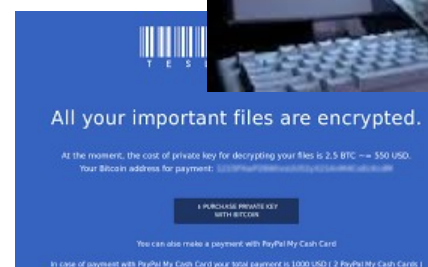 T E S
All your important files are encrypted.
At the moment, the cost of private key for decrypting your files is 2.5 BTC ~= 550 USD.
Your Bitcoin address for payment:
PURCHASE PRIVATE KEY
WITH BITCOIN
You can also make a payment with PayPal My Cash Card
In case of payment with PayPal My Cash Card your total payment is 1000 USD ( 2 PayPal My Cash Cards )